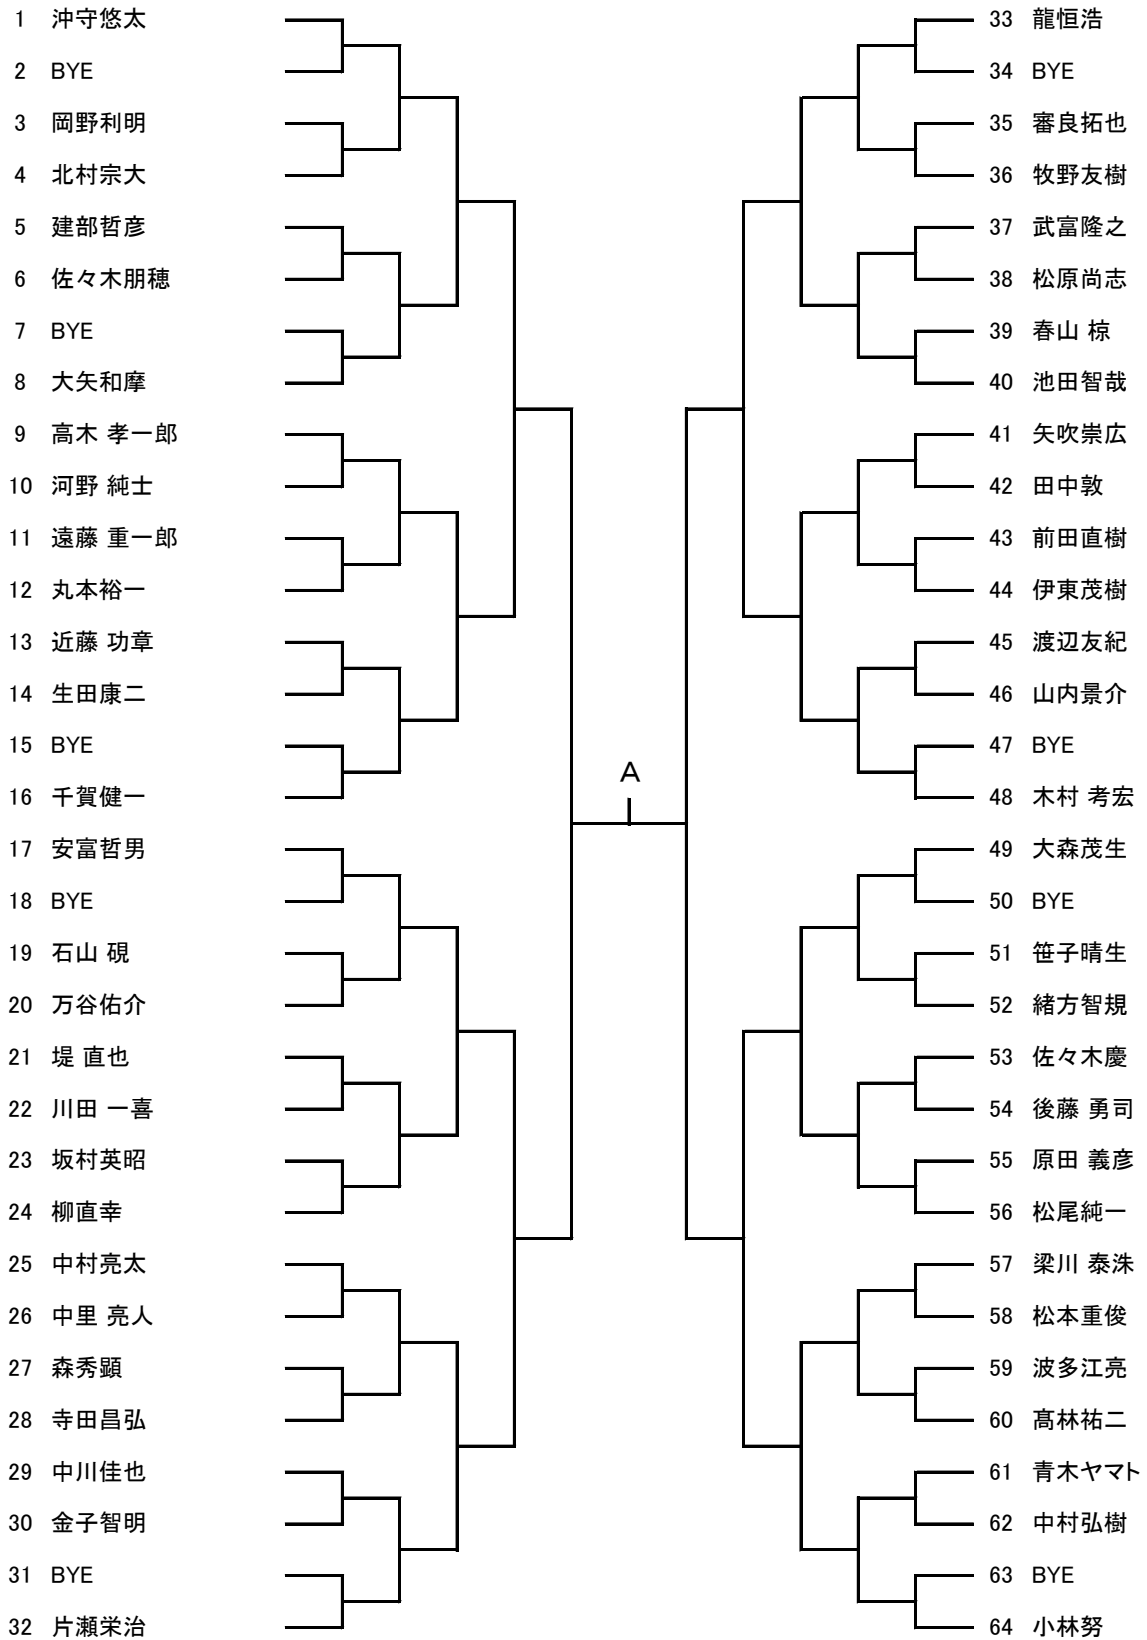 1 沖守悠太
2 BYE
3 岡野利明
4 北村宗大
5 建部哲彦
6 佐々木朋穂
7 BYE
8 大矢和摩
9 高木 孝一郎
10 河野 純士
11 遠藤 重一郎
12 丸本裕一
13 近藤 功章
14 生田康二
15 BYE
16 千賀健一
17 安富哲男
18 BYE
19 石山 硯
20 万谷佑介
21 堤 直也
22 川田 一喜
23 坂村英昭
24 柳直幸
25 中村亮太
26 中里 亮人
27 森秀顕
28 寺田昌弘
29 中川佳也
30 金子智明
31 BYE
32 片瀬栄治
A
33 龍恒浩
34 BYE
35 審良拓也
36 牧野友樹
37 武富隆之
38 松原尚志
39 春山 椋
40 池田智哉
41 矢吹崇広
42 田中敦
43 前田直樹
44 伊東茂樹
45 渡辺友紀
46 山内景介
47 BYE
48 木村 考宏
49 大森茂生
50 BYE
51 笹子晴生
52 緒方智規
53 佐々木慶
54 後藤 勇司
55 原田 義彦
56 松尾純一
57 梁川 泰洙
58 松本重俊
59 波多江亮
60 髙林祐二
61 青木ヤマト
62 中村弘樹
63 BYE
64 小林努